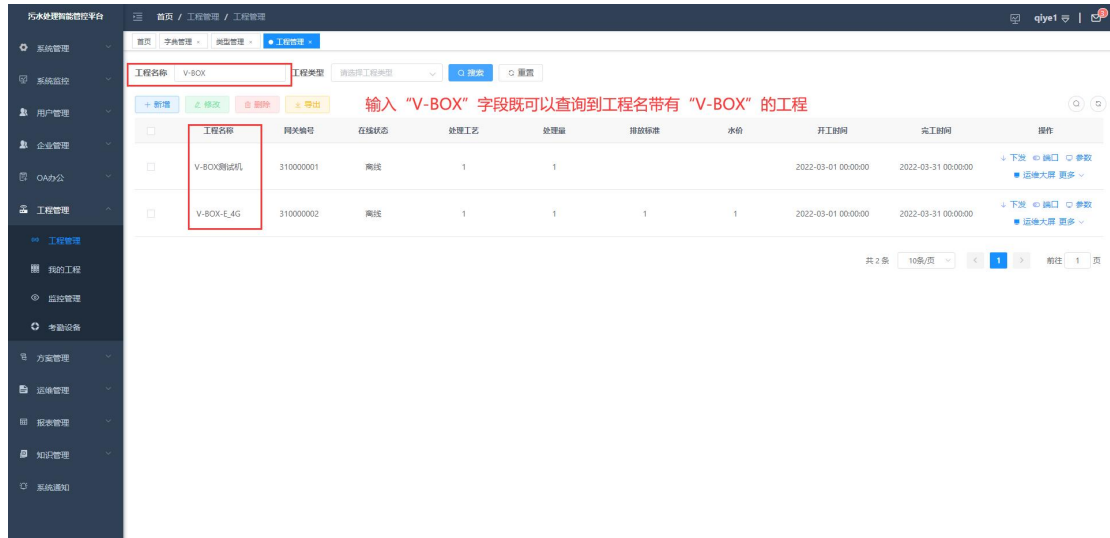 污水处理智能管控平台
首页 / 工程管理 / 工程管理
qiye1
3
首页 字典管理 × 类型管理 × 工程管理 ×
工程名称 V-BOX 工程类型 请选择工程类型 搜索 重置
+ 新增 修改 删除 导出
输入“V-BOX”字段既可以查询到工程名带有“V-BOX”的工程
工程名称 网关编号 在线状态 处理工艺 处理量 排放标准 水价 开工时间 完工时间 操作
V-BOX测试机 310000001 离线 1 1 2022-03-01 00:00:00 2022-03-31 00:00:00 下发 端口 参数
运维大屏 更多
V-BOX-E_4G 310000002 离线 1 1 1 1 2022-03-01 00:00:00 2022-03-31 00:00:00 下发 端口 参数
运维大屏 更多
共 2 条 10条/页 1 前往 1 页
系统管理
系统监控
用户管理
企业管理
OA办公
工程管理
工程管理
我的工程
监控管理
考勤设备
方案管理
运维管理
报表管理
知识管理
系统通知